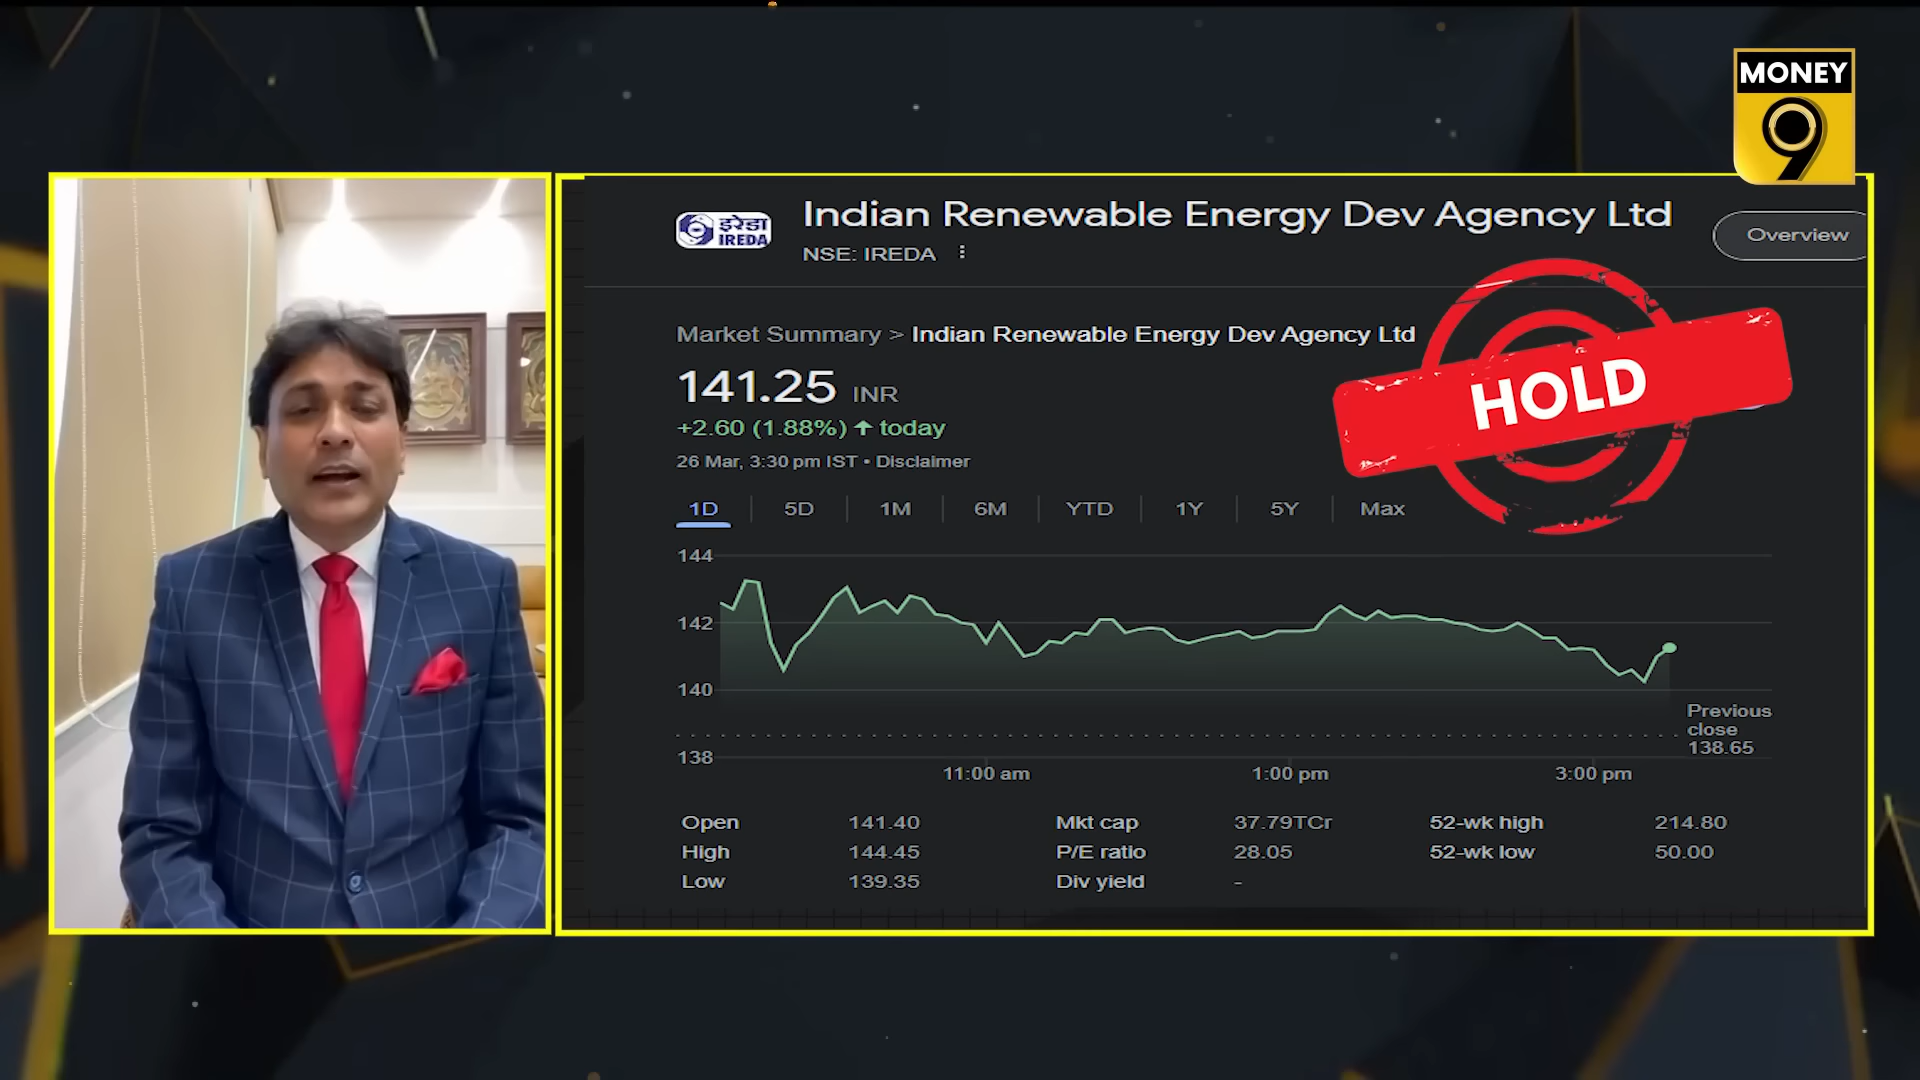 MONEY
9
इरेडा
IREDA
Indian Renewable Energy Dev Agency Ltd
NSE: IREDA
Overview
Market Summary > Indian Renewable Energy Dev Agency Ltd
141.25 INR
+2.60 (1.88%) ↑ today
26 Mar, 3:30 pm IST • Disclaimer
HOLD
1D 5D 1M 6M YTD 1Y 5Y Max
144
142
140
138
Previous
close
138.65
11:00 am 1:00 pm 3:00 pm
Open 141.40 Mkt cap 37.79TCr 52-wk high 214.80
High 144.45 P/E ratio 28.05 52-wk low 50.00
Low 139.35 Div yield -